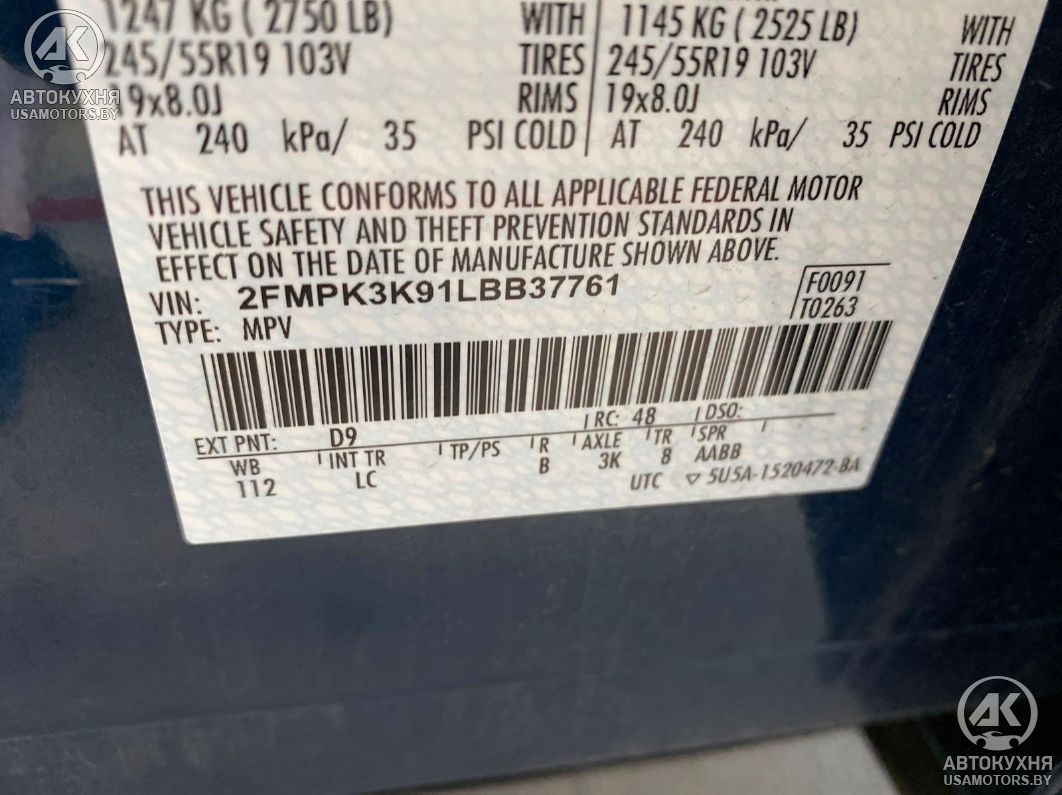 1247 KG ( 2750 LB) WITH 1145 KG ( 2525 LB) WITH
245/55R19 103V TIRES 245/55R19 103V TIRES
19x8.0J RIMS 19x8.0J RIMS
AT 240 kPa/ 35 PSI COLD AT 240 kPa/ 35 PSI COLD
THIS VEHICLE CONFORMS TO ALL APPLICABLE FEDERAL MOTOR
VEHICLE SAFETY AND THEFT PREVENTION STANDARDS IN
EFFECT ON THE DATE OF MANUFACTURE SHOWN ABOVE.
VIN: 2FMPK3K91LBB37761 F0091
TYPE: MPV T0263
EXT PNT: D9 RC: 48 DSO:
WB INT TR TP/PS R AXLE TR SPR
112 LC B 3K 8 AABB
UTC ▽ 5U5A-1520472-BA
АК
АВТОКУХНЯ
USAMOTORS.BY
АК
АВТОКУХНЯ
USAMOTORS.BY